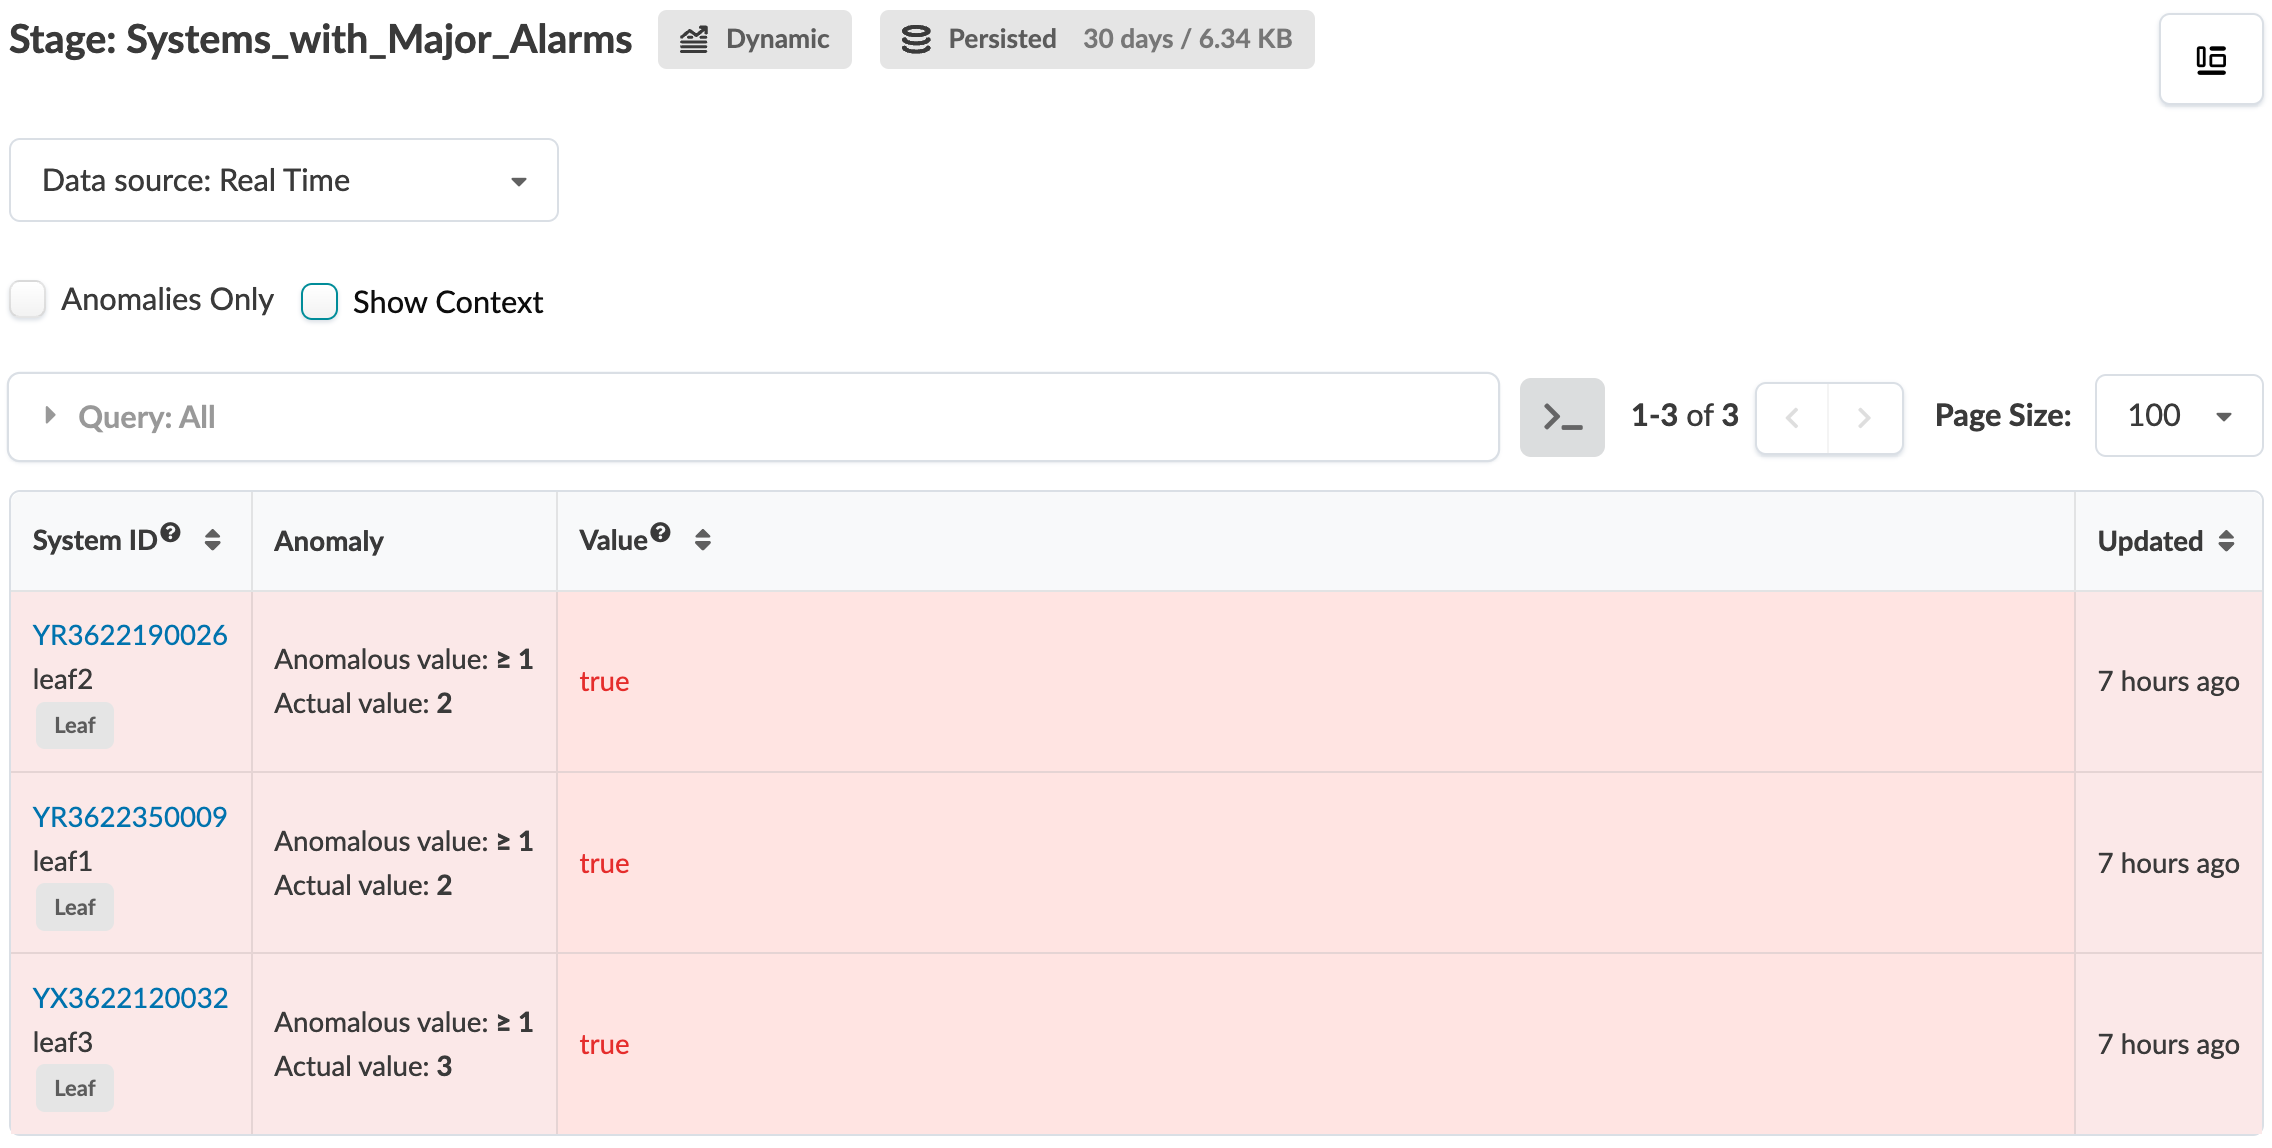 Stage: Systems_with_Major_Alarms Dynamic Persisted 30 days / 6.34 KB
Data source: Real Time
Anomalies Only Show Context
Query: All 1-3 of 3 Page Size: 100
System ID Anomaly Value Updated
YR3622190026
leaf2
Leaf
Anomalous value: ≥ 1
Actual value: 2
true
7 hours ago
YR3622350009
leaf1
Leaf
Anomalous value: ≥ 1
Actual value: 2
true
7 hours ago
YX3622120032
leaf3
Leaf
Anomalous value: ≥ 1
Actual value: 3
true
7 hours ago